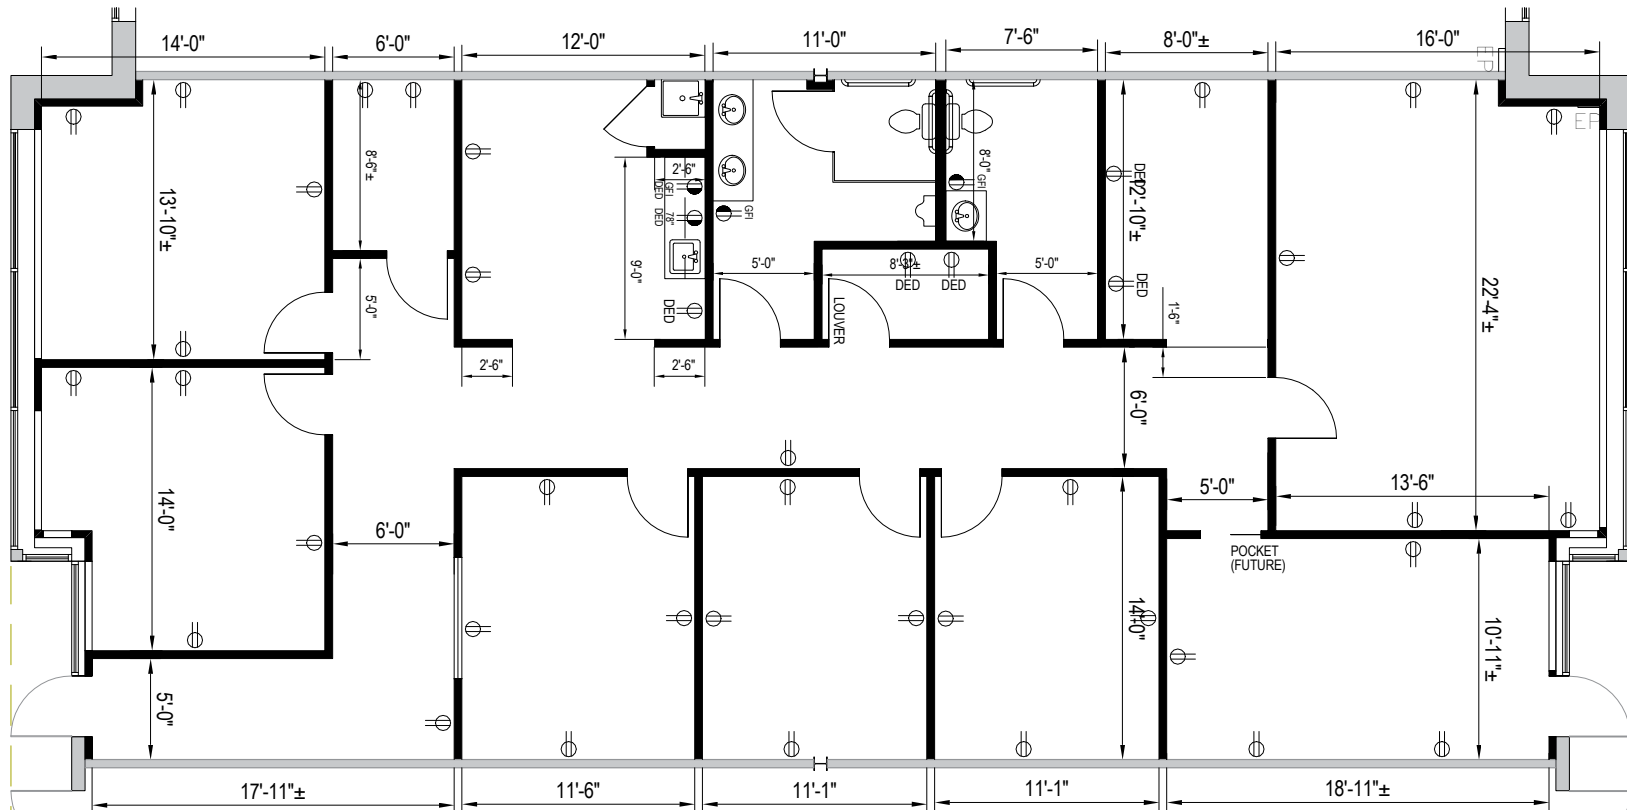 14'-0"
6'-0"
12'-0"
11'-0"
7'-6"
8'-0"±
16'-0"
EP
EP
13'-10"±
8'-6"±
5'-0"
2'-6"
GFI
DED
78"
DED
9'-0"
DED
GFI
8'-0"
GFI
DED
12'-10"±
DED
22'-4"±
5'-0"
8'-3"±
DED
DED
5'-0"
LOUVER
1'-6"
2'-6"
2'-6"
6'-0"
14'-0"
6'-0"
5'-0"
13'-6"
POCKET
(FUTURE)
14'-0"
10'-11"±
5'-0"
17'-11"±
11'-6"
11'-1"
11'-1"
18'-11"±